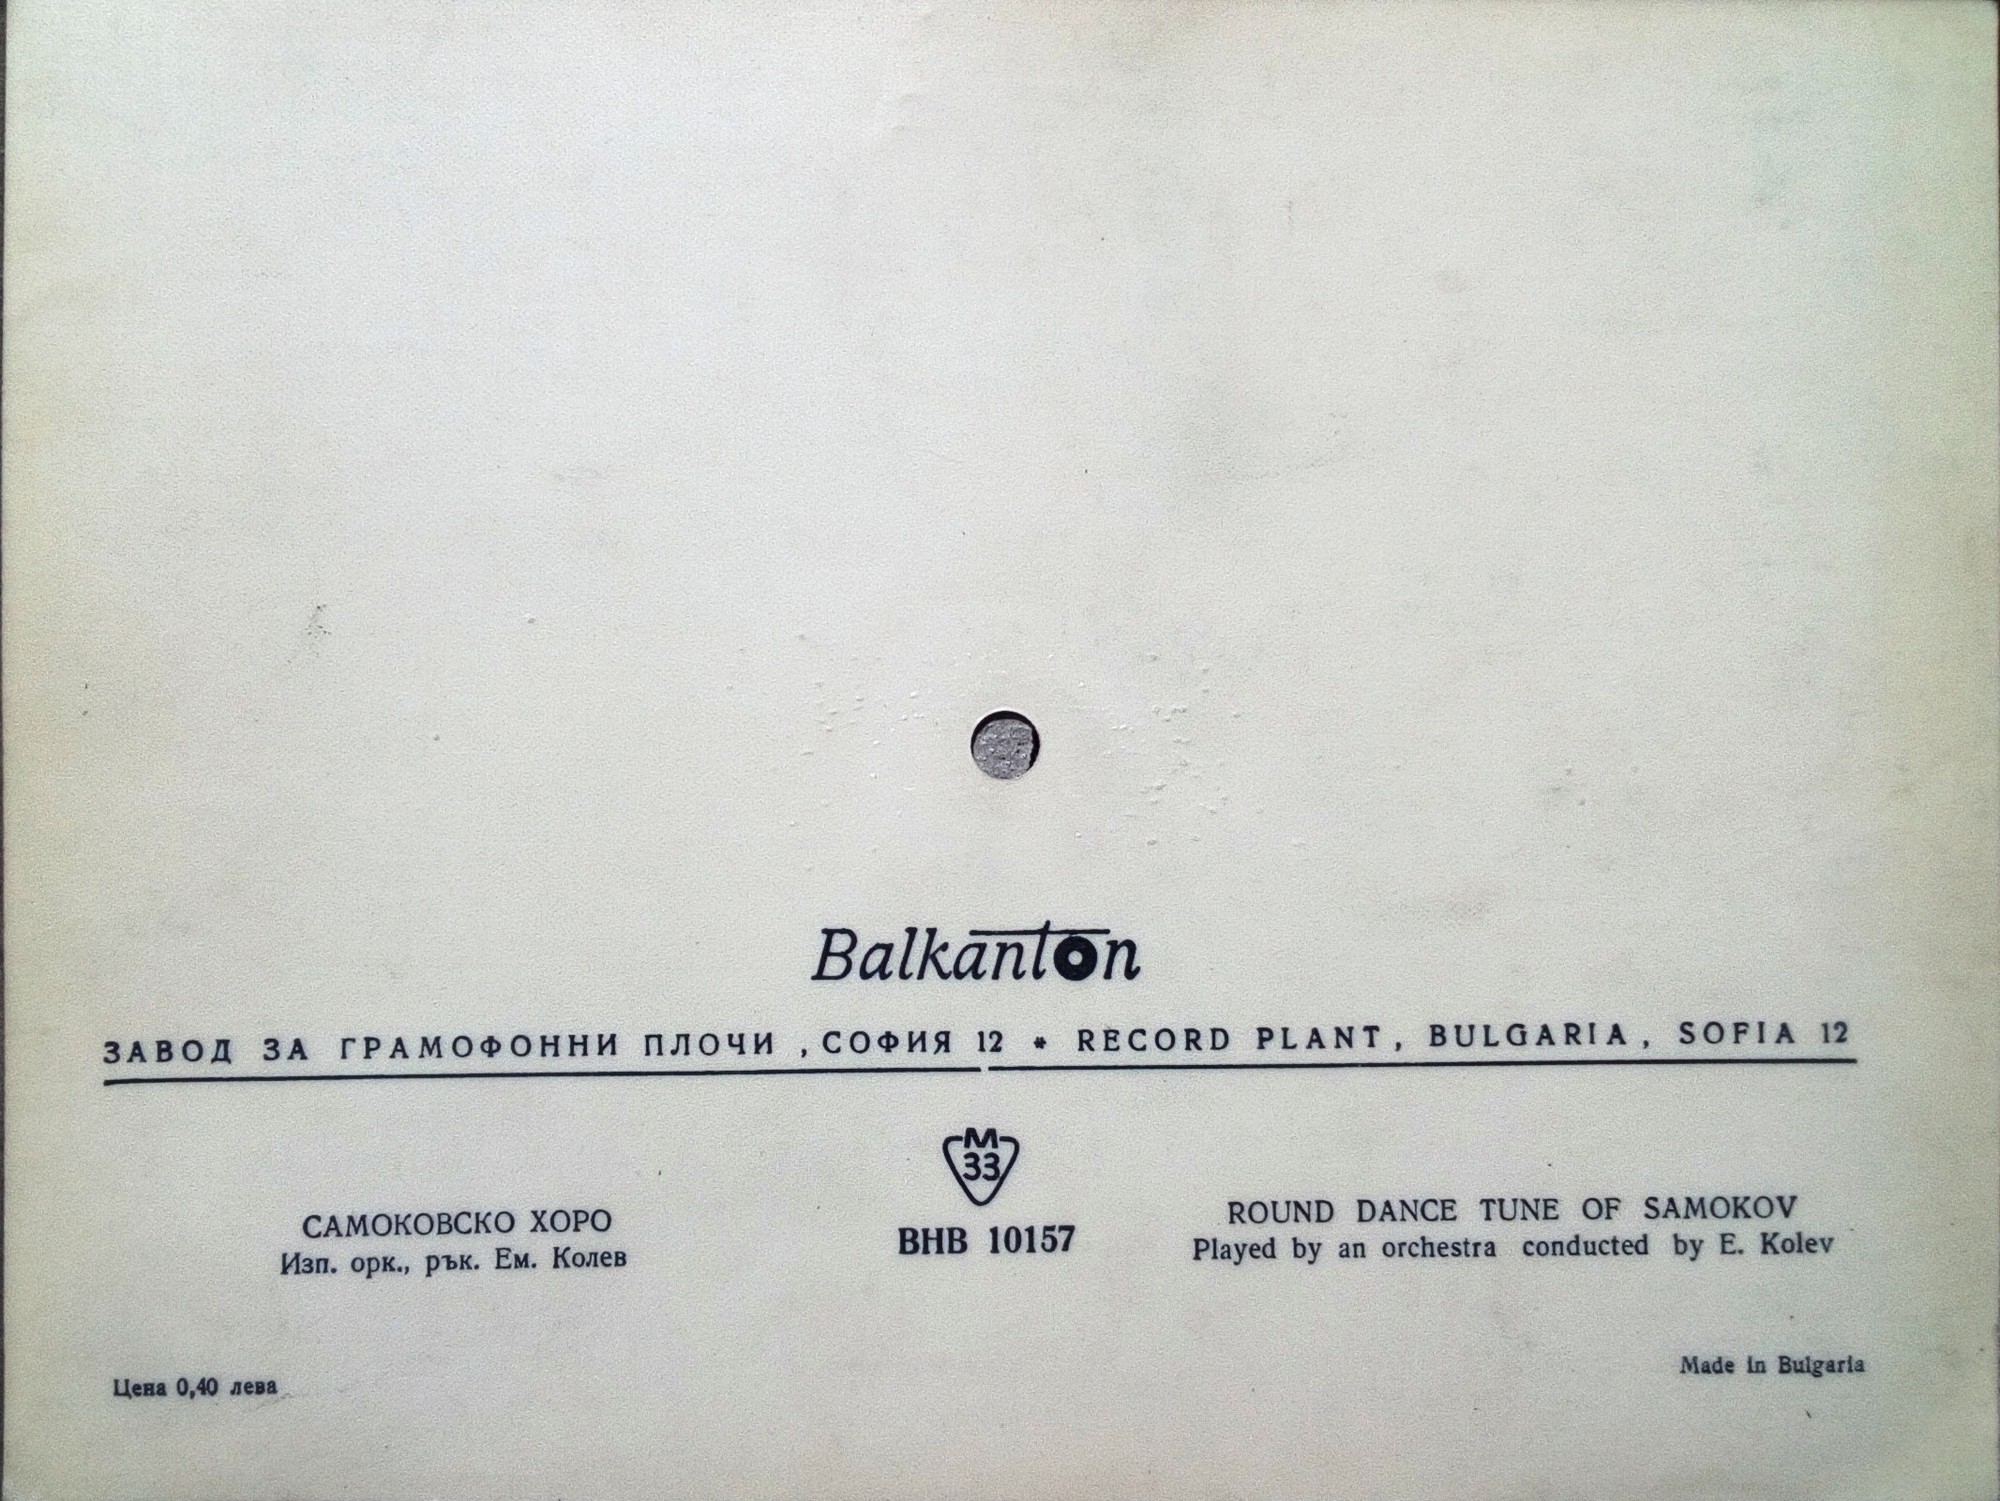 Balkanton
ЗАВОД ЗА ГРАМОФОННИ ПЛОЧИ , СОФИЯ 12 * RECORD PLANT, BULGARIA, SOFIA 12
М
33
ВНВ 10157
САМОКОВСКО ХОРО
Изп. орк., рък. Ем. Колев
ROUND DANCE TUNE OF SAMOKOV
Played by an orchestra conducted by E. Kolev
Цена 0,40 лева
Made in Bulgaria